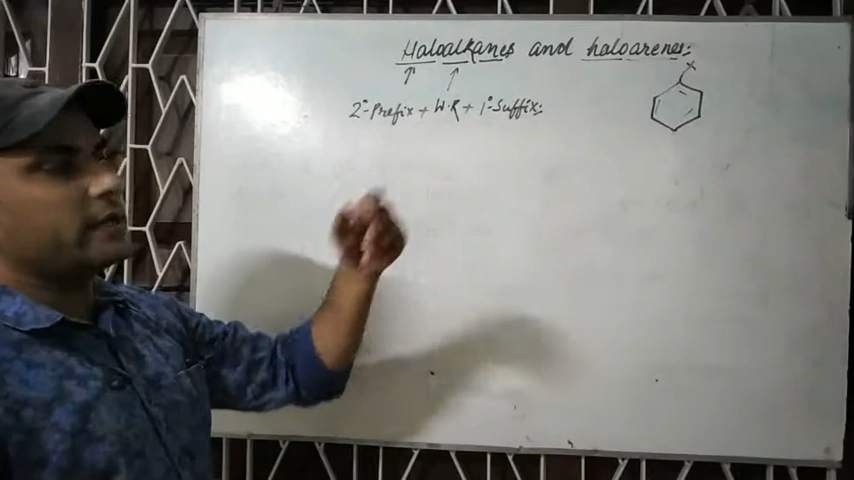 Haloalkanes and haloarenes:
X
2°-Prefix + W.R + 1°-Suffix: